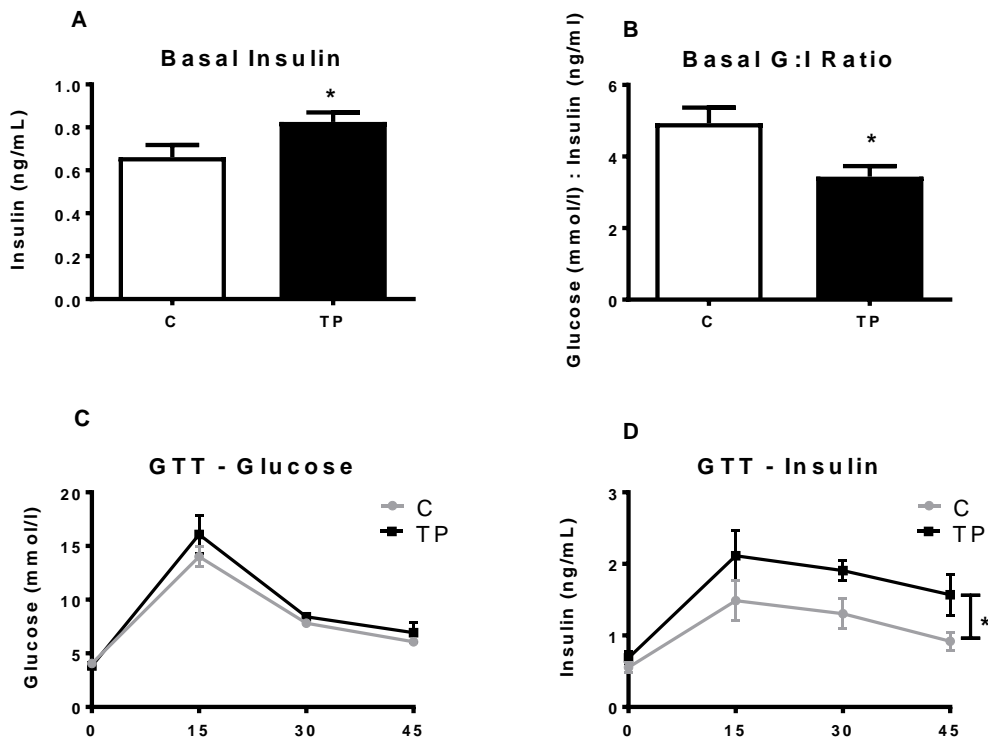 A
Basal Insulin
Insulin (ng/mL)
1.0
0.8
0.6
0.4
0.2
0.0
*
C
TP
B
Basal G:I Ratio
Glucose (mmol/l) : Insulin (ng/ml)
6
4
2
0
*
C
TP
C
GTT - Glucose
Glucose (mmol/l)
20
15
10
5
0
C
TP
0 15 30 45
D
GTT - Insulin
Insulin (ng/mL)
3
2
1
0
C
TP
*
0 15 30 45